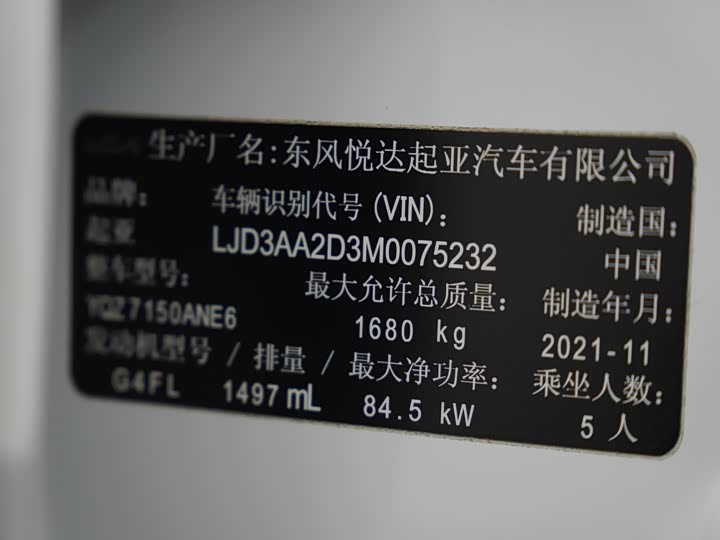 生产厂名:东风悦达起亚汽车有限公司
品牌: 车辆识别代号(VIN): 制造国:
起亚 LJD3AA2D3M0075232 中国
整车型号: 最大允许总质量: 制造年月:
YQZ7150ANE6 1680 kg 2021-11
发动机型号 / 排量 / 最大净功率: 乘坐人数:
G4FL 1497 mL 84.5 kW 5 人